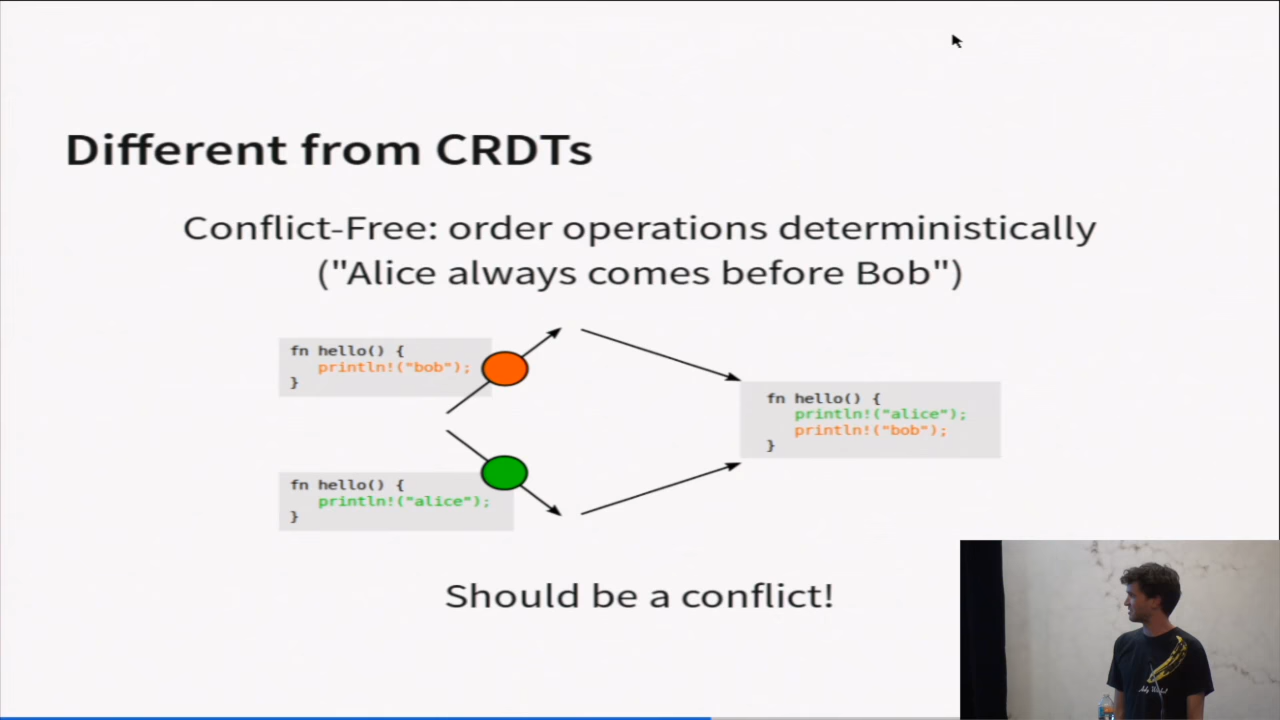 Different from CRDTs
Conflict-Free: order operations deterministically
("Alice always comes before Bob")
fn hello() {
println!("bob");
}
fn hello() {
println!("alice");
}
fn hello() {
println!("alice");
println!("bob");
}
Should be a conflict!